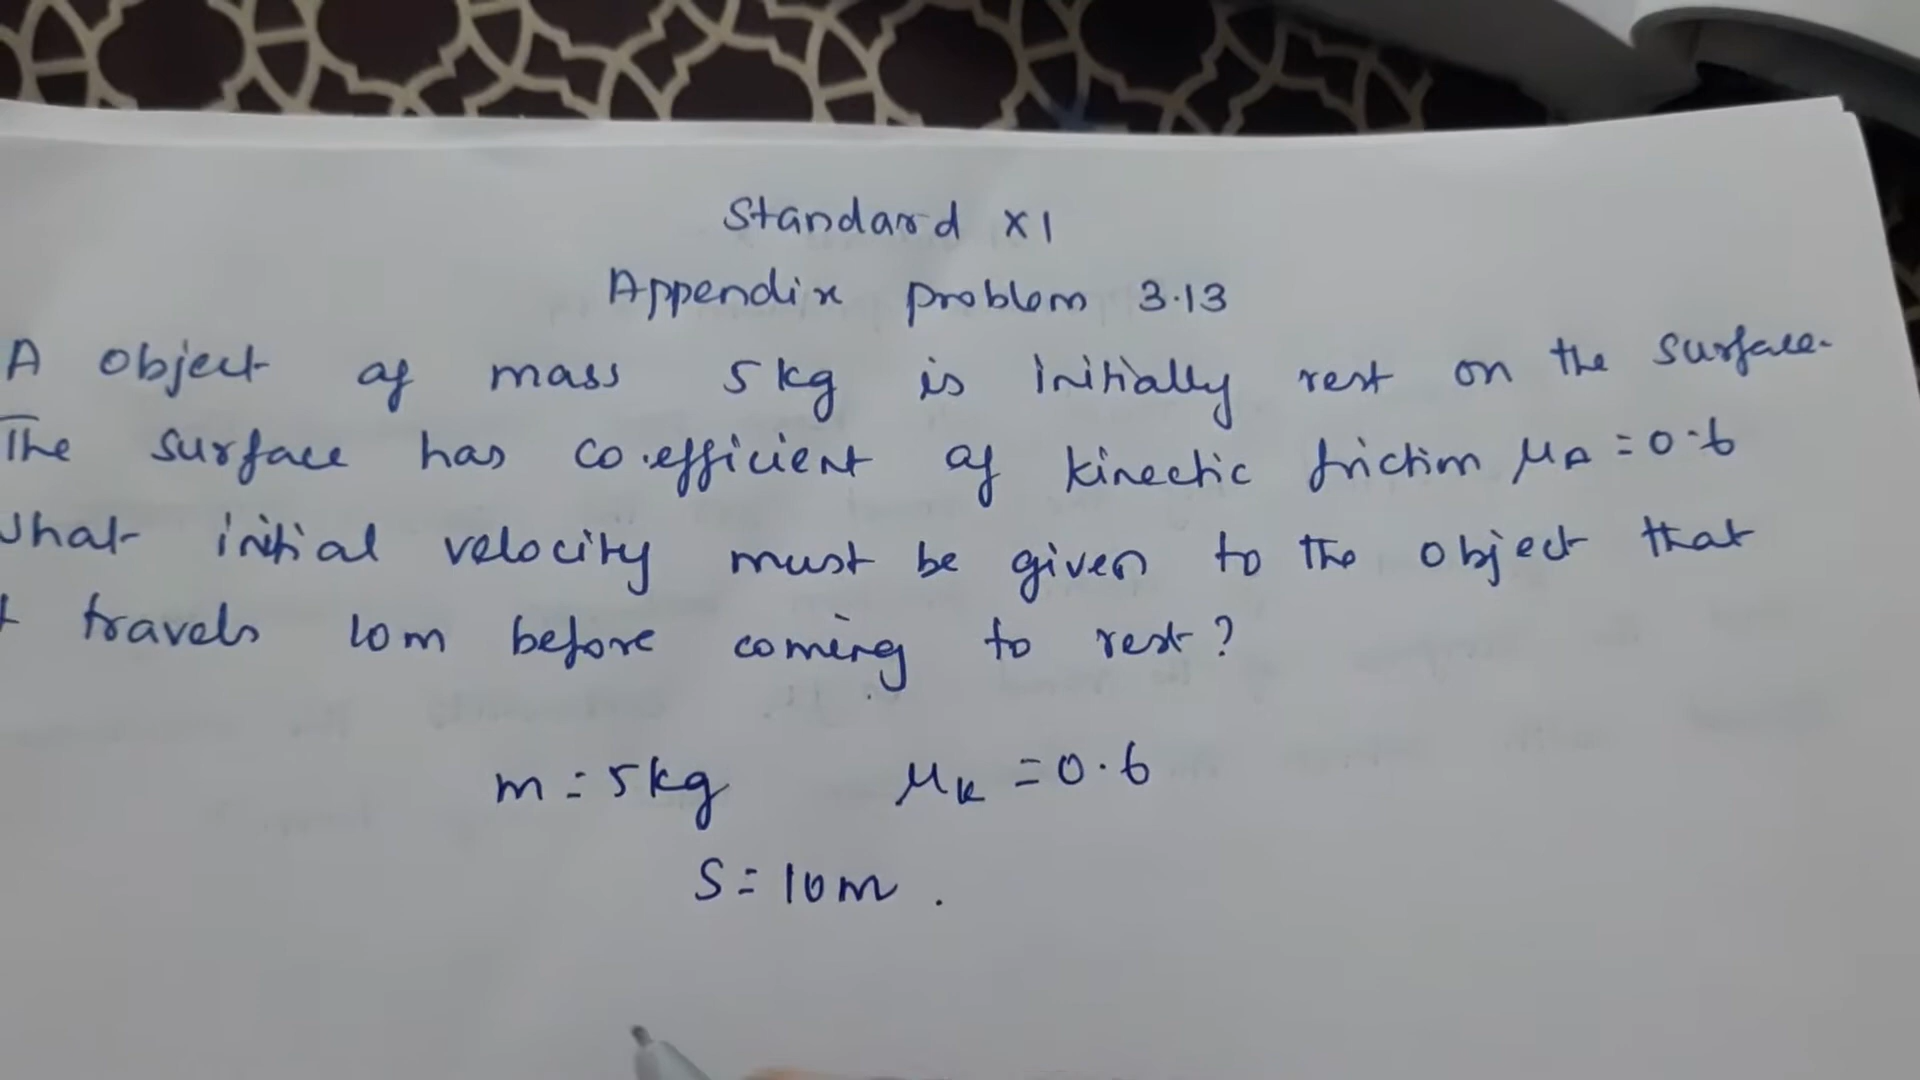 Standard XI
Appendix problem 3.13
A object of mass 5kg is initially rest on the surface.
The surface has co.efficient of kinectic friction μA = 0.6
what initial velocity must be given to the object that
travels 10m before coming to rest?
m = 5kg μk = 0.6
S = 10m.